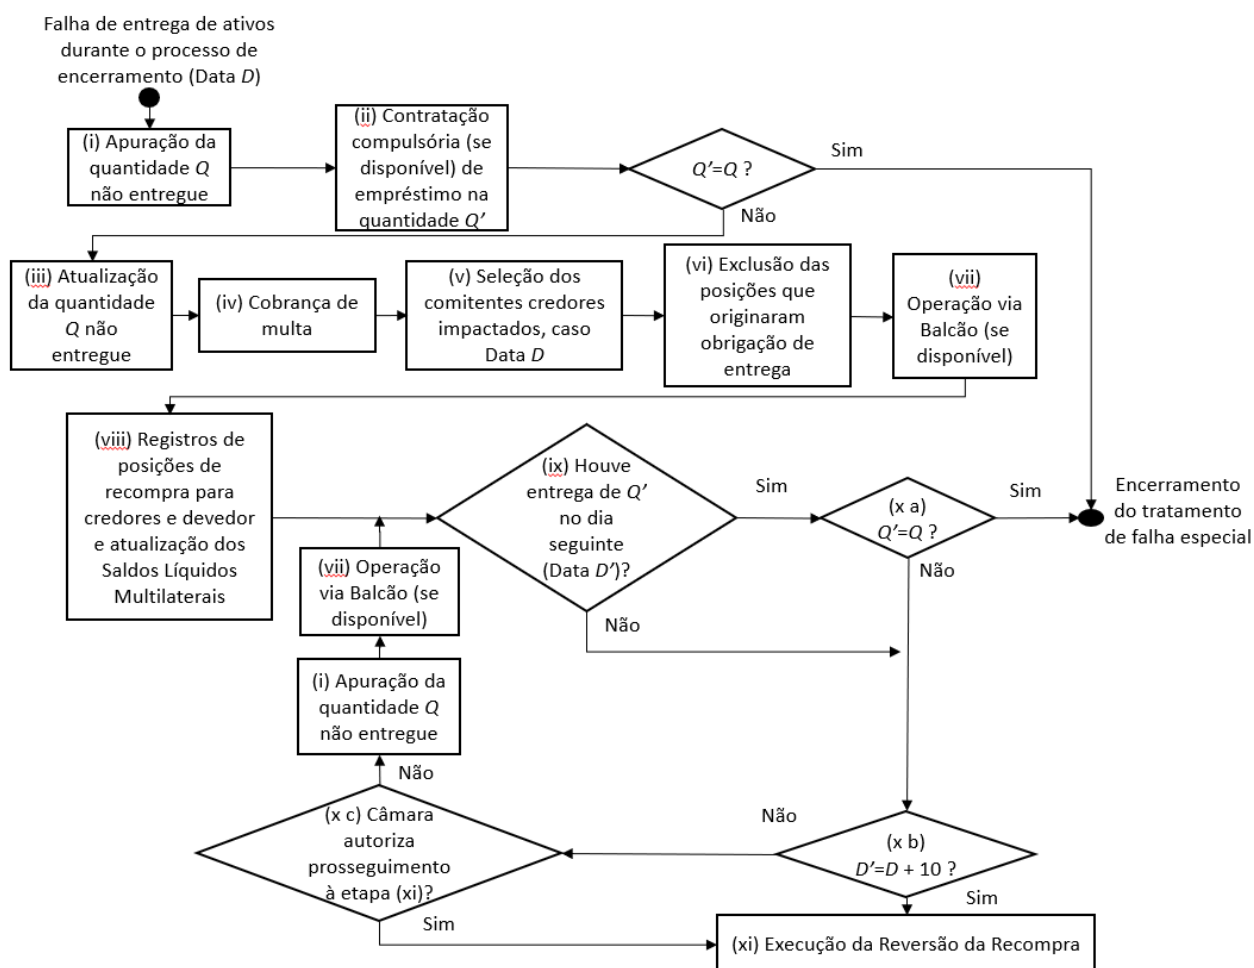 Falha de entrega de ativos
durante o processo de
encerramento (Data D)
(i) Apuração da
quantidade Q
não entregue
(ii) Contratação
compulsória (se
disponível) de
empréstimo na
quantidade Q'
Q'=Q ?
Sim
Não
(iii) Atualização
da quantidade
Q não
entregue
(iv) Cobrança de
multa
(v) Seleção dos
comitentes credores
impactados, caso
Data D
(vi) Exclusão das
posições que
originaram
obrigação de
entrega
(vii)
Operação via
Balcão (se
disponível)
(viii) Registros de
posições de
recompra para
credores e devedor
e atualização dos
Saldos Líquidos
Multilaterais
(ix) Houve
entrega de Q'
no dia
seguinte
(Data D')?
Sim
Não
(x a)
Q'=Q ?
Sim
Não
Encerramento
do tratamento
de falha especial
(vii) Operação
via Balcão (se
disponível)
(i) Apuração da
quantidade Q
não entregue
Não
(x c) Câmara
autoriza
prosseguimento
à etapa (xi)?
Sim
Não
(x b)
D'=D + 10 ?
Sim
(xi) Execução da Reversão da Recompra